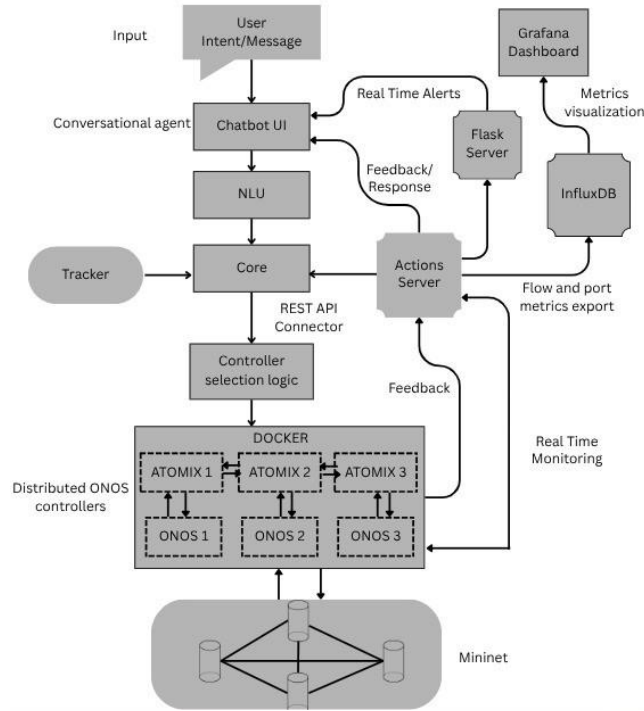 Input
User
Intent/Message
Grafana
Dashboard
Real Time Alerts
Metrics
visualization
Conversational agent
Chatbot UI
Flask
Server
Feedback/
Response
NLU
InfluxDB
Tracker
Core
Actions
Server
Flow and port
metrics export
REST API
Connector
Controller
selection logic
Feedback
DOCKER
Real Time
Monitoring
ATOMIX 1
ATOMIX 2
ATOMIX 3
Distributed ONOS
controllers
ONOS 1
ONOS 2
ONOS 3
Mininet